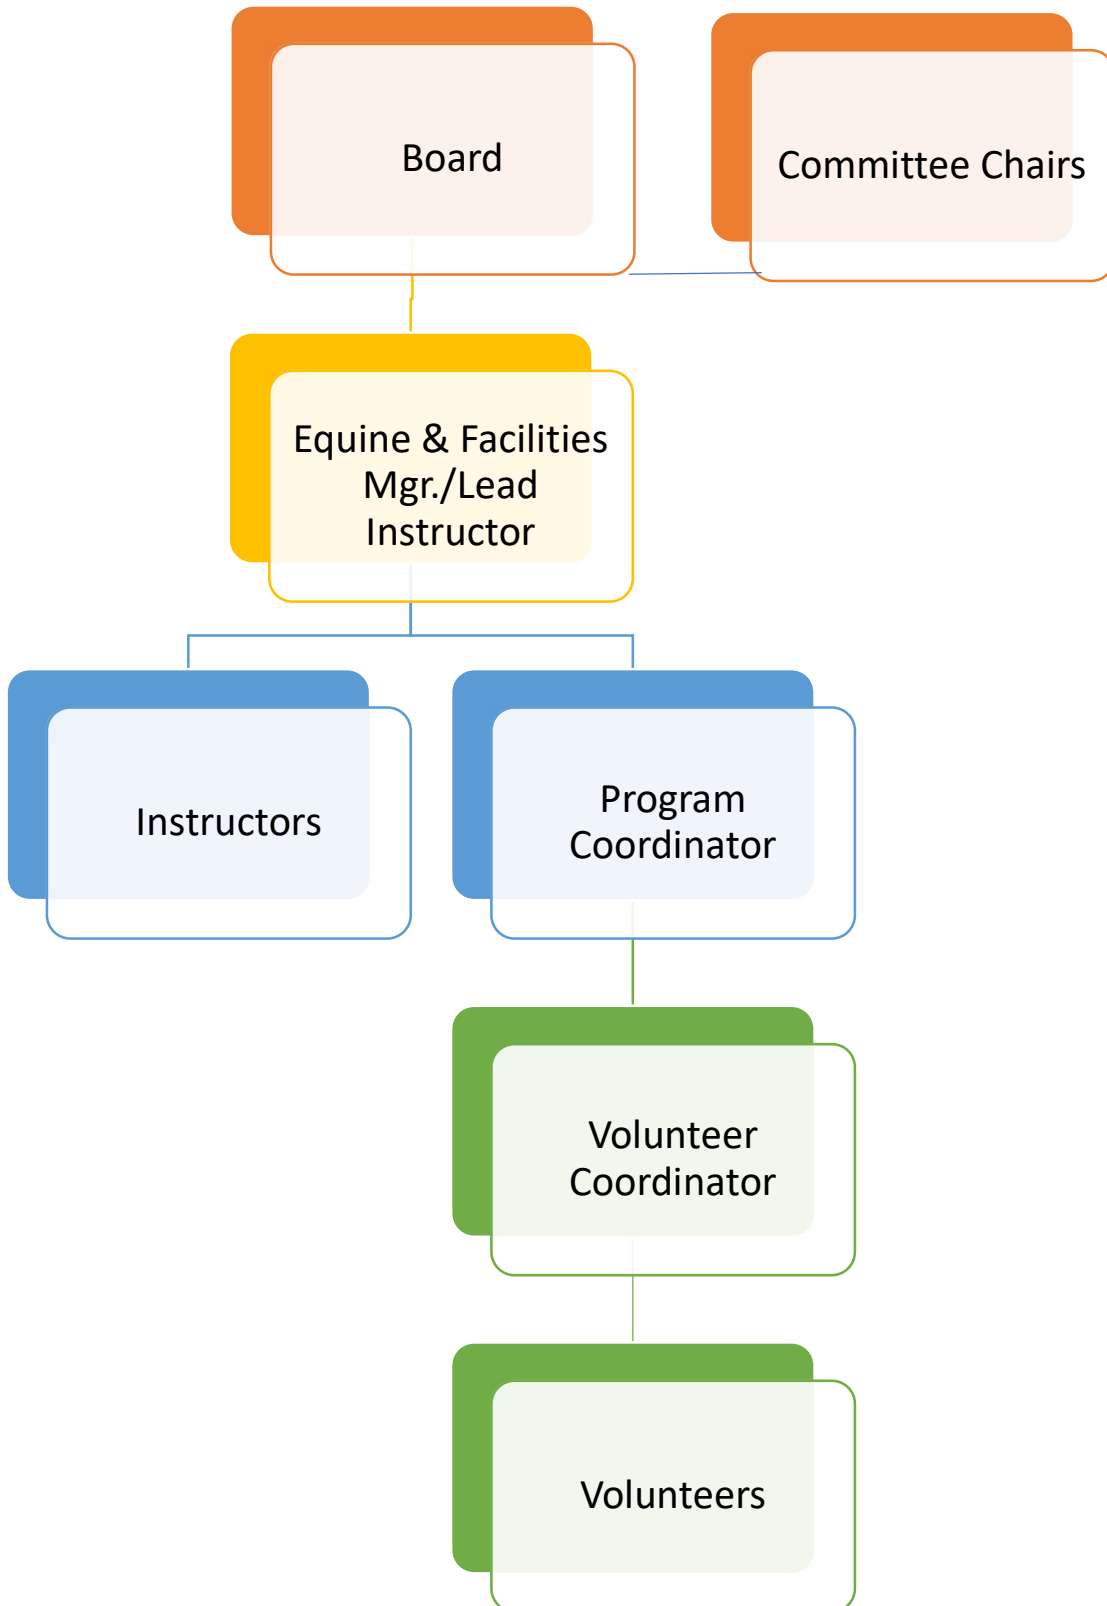 Board
Committee Chairs
Equine & Facilities
Mgr./Lead
Instructor
Instructors
Program
Coordinator
Volunteer
Coordinator
Volunteers